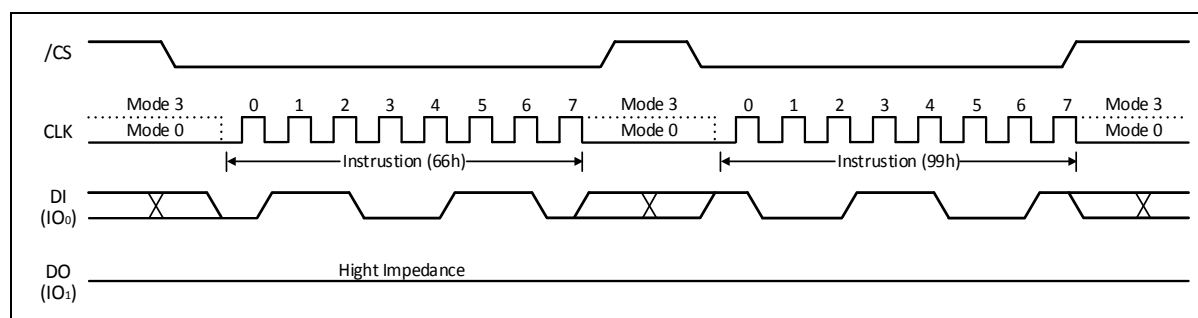 /CS
Mode 3 0 1 2 3 4 5 6 7 Mode 3 0 1 2 3 4 5 6 7 Mode 3
CLK Mode 0 Mode 0 Mode 0
Instrustion (66h) Instrustion (99h)
DI
(IO0)
DO Hight Impedance
(IO1)